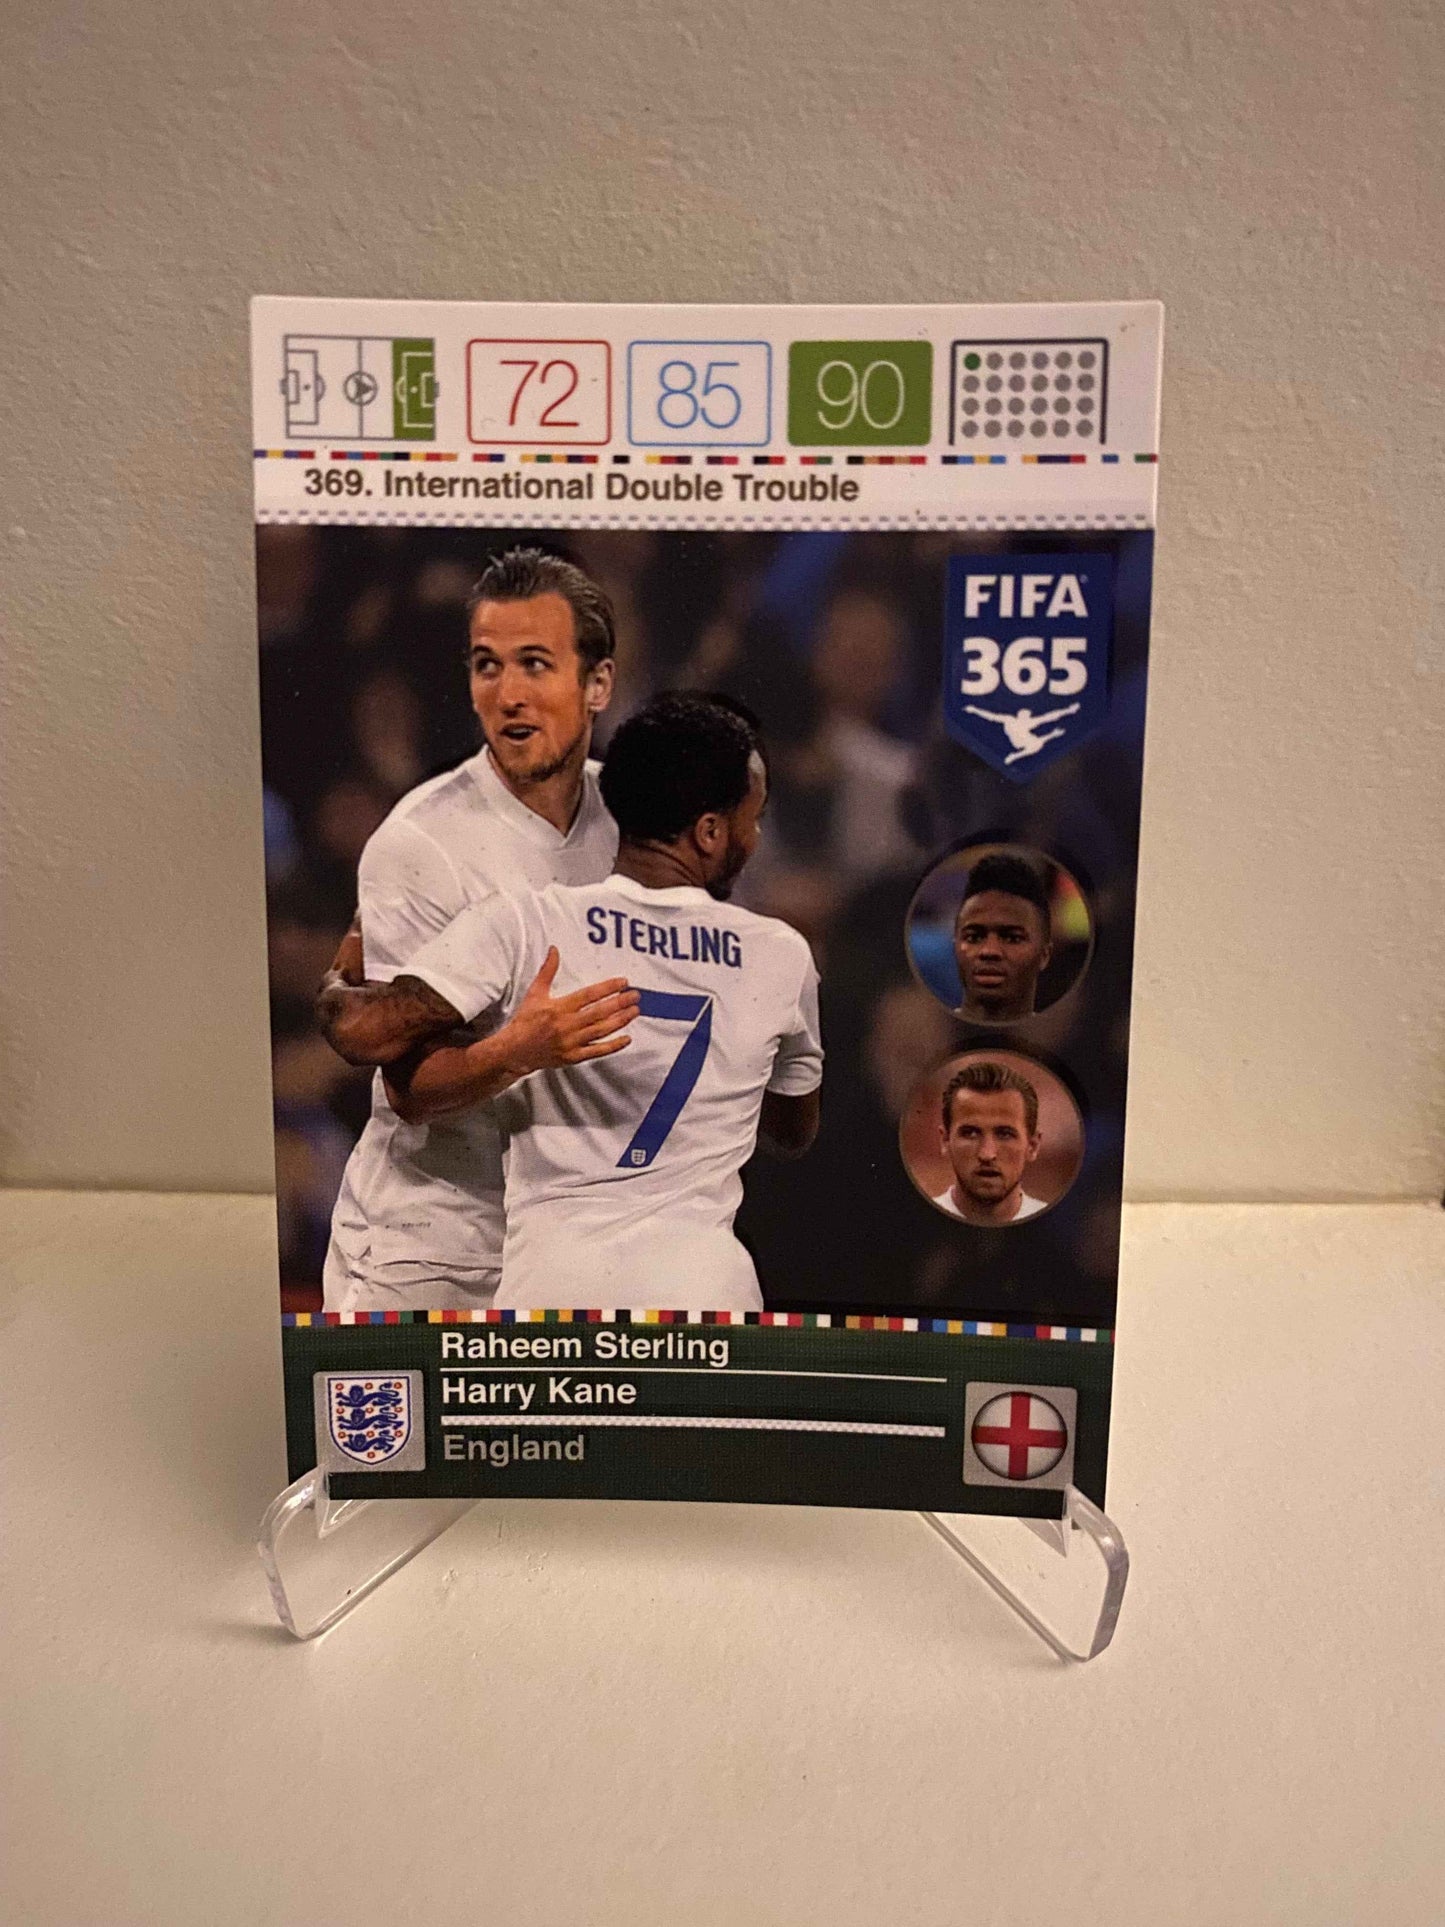 72 85 90
369. International Double Trouble
FIFA
365
STERLING
7
Raheem Sterling
Harry Kane
England